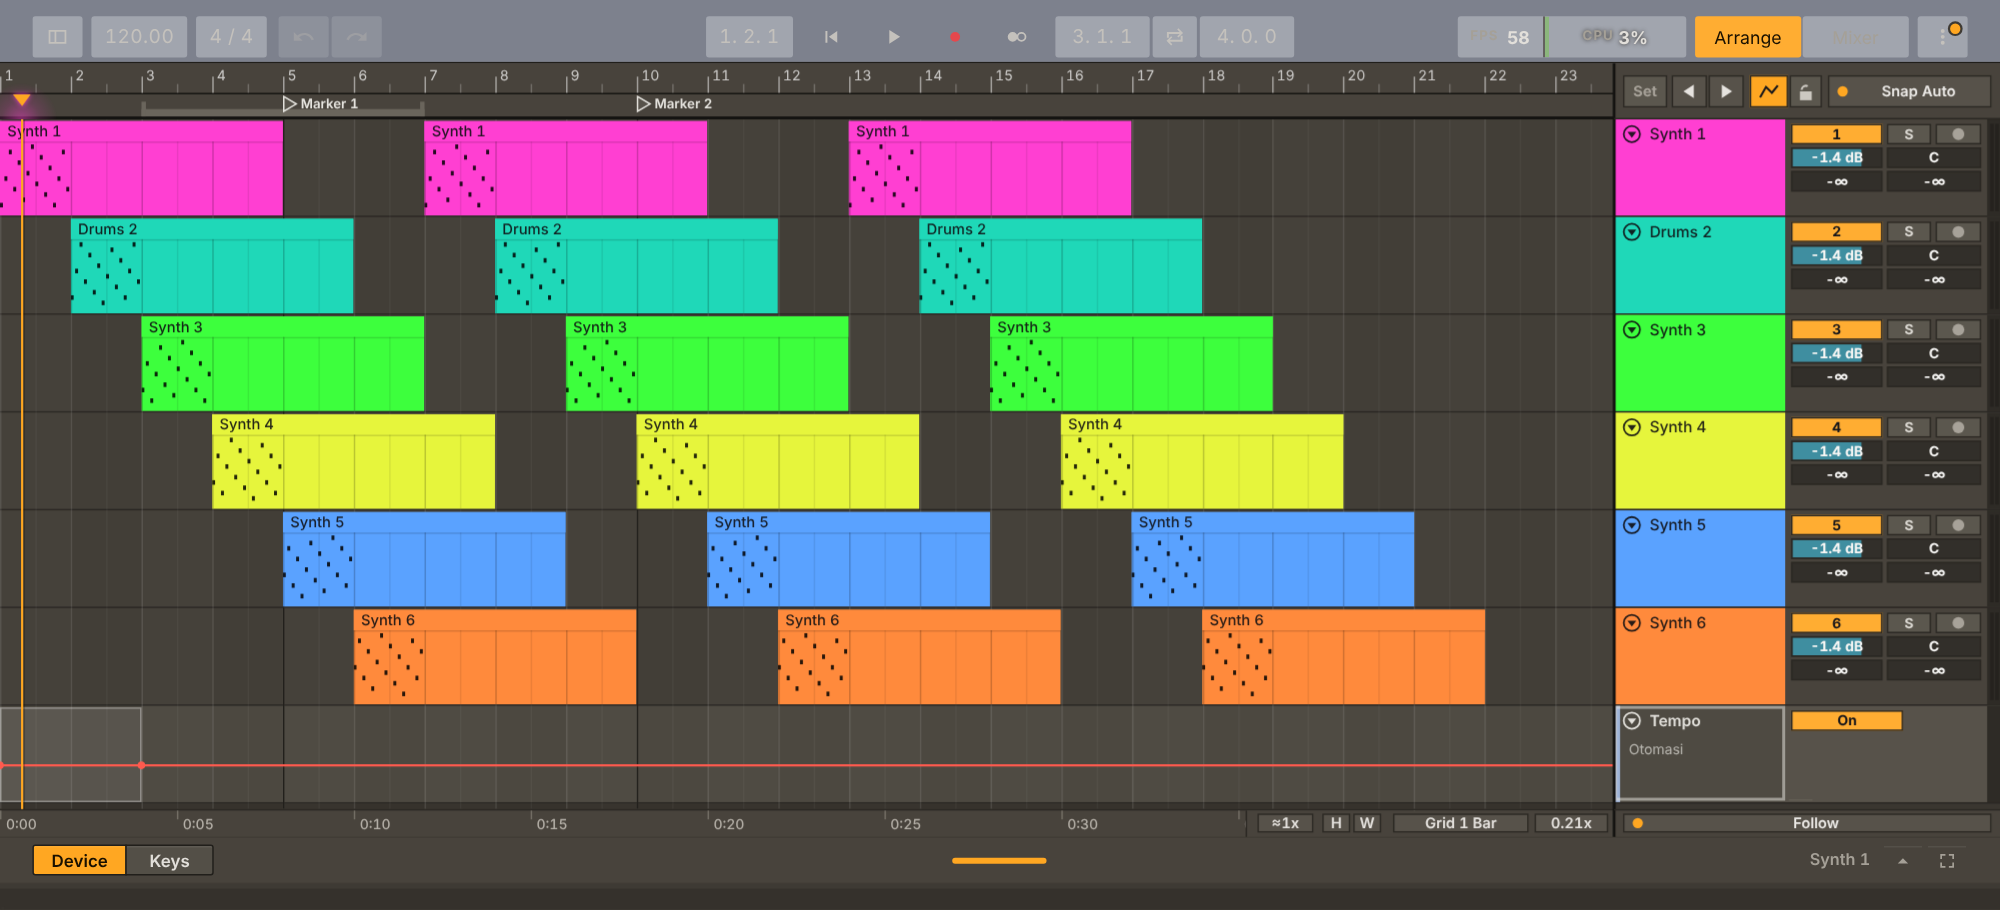 120.00 4 / 4 1. 2. 1 3. 1. 1 4. 0. 0 FPS 58 CPU 3% Arrange Mixer
1 2 3 4 5 6 7 8 9 10 11 12 13 14 15 16 17 18 19 20 21 22 23
Set Snap Auto
Marker 1 Marker 2
Synth 1 Synth 1 Synth 1 Synth 1 1 S
-1.4 dB C
-∞ -∞
Drums 2 Drums 2 Drums 2 Drums 2 2 S
-1.4 dB C
-∞ -∞
Synth 3 Synth 3 Synth 3 Synth 3 3 S
-1.4 dB C
-∞ -∞
Synth 4 Synth 4 Synth 4 Synth 4 4 S
-1.4 dB C
-∞ -∞
Synth 5 Synth 5 Synth 5 Synth 5 5 S
-1.4 dB C
-∞ -∞
Synth 6 Synth 6 Synth 6 Synth 6 6 S
-1.4 dB C
-∞ -∞
Tempo On
Otomasi
0:00 0:05 0:10 0:15 0:20 0:25 0:30 ≈1x H W Grid 1 Bar 0.21x Follow
Device Keys Synth 1